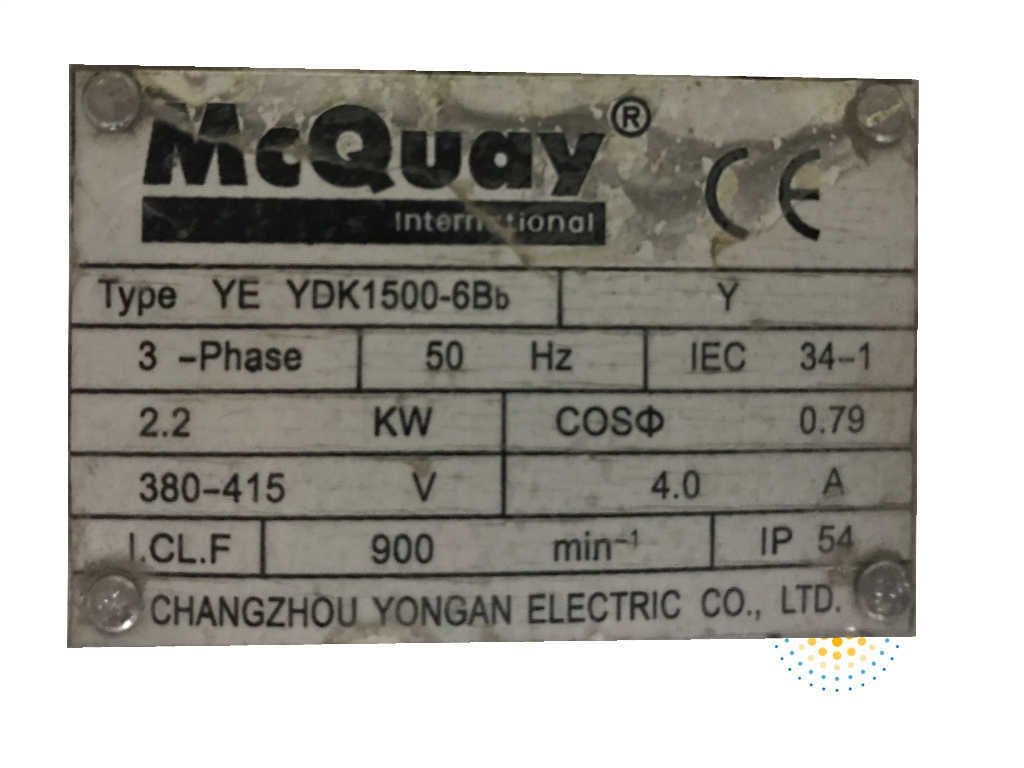 McQuay®
International
CE
Type YE YDK1500-6Bb Y
3 -Phase 50 Hz IEC 34-1
2.2 KW COSΦ 0.79
380-415 V 4.0 A
I.CL.F 900 min⁻¹ IP 54
CHANGZHOU YONGAN ELECTRIC CO., LTD.